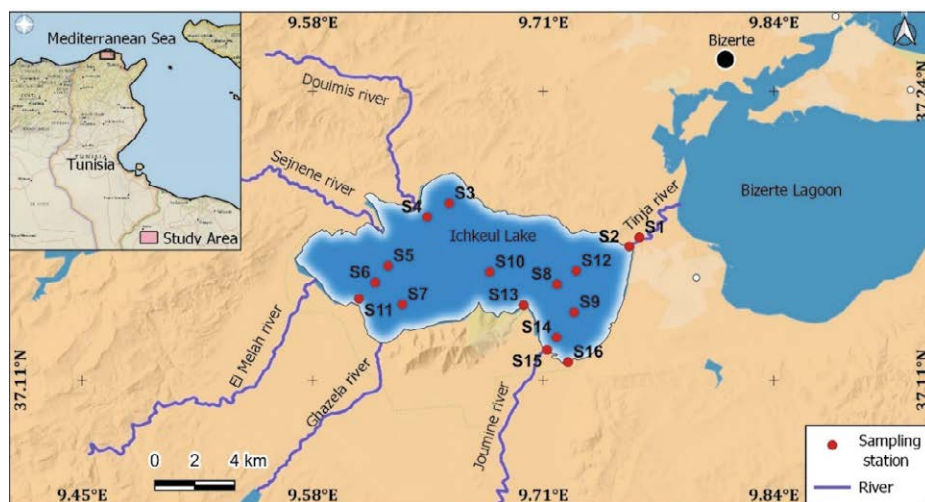 9.58°E
9.71°E
9.84°E
Mediterranean Sea
Tunisia
TUNISIA
Study Area
Bizerte
37.24°N
Douimis river
Sejnene river
S3
S4
Tinja river
Bizerte Lagoon
Ichkeul Lake
S1
S2
S5
S10
S12
S6
S8
S7
S13
S9
S11
S14
S15
S16
El Melah river
Ghazela river
Joumine river
37.11°N
37.11°N
0 2 4 km
Sampling
station
River
9.45°E
9.58°E
9.71°E